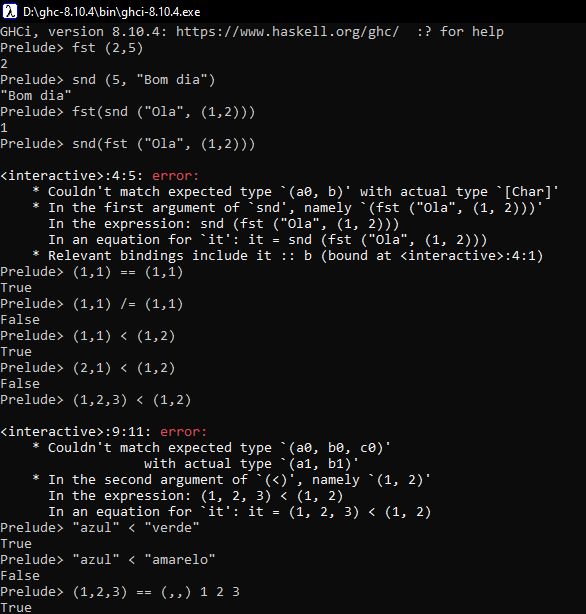 D:\ghc-8.10.4\bin\ghci-8.10.4.exe
GHCi, version 8.10.4: https://www.haskell.org/ghc/  :? for help
Prelude> fst (2,5)
2
Prelude> snd (5, "Bom dia")
"Bom dia"
Prelude> fst(snd ("Ola", (1,2)))
1
Prelude> snd(fst ("Ola", (1,2)))

<interactive>:4:5: error:
    * Couldn't match expected type `(a0, b)' with actual type `[Char]'
    * In the first argument of `snd', namely `(fst ("Ola", (1, 2)))'
      In the expression: snd (fst ("Ola", (1, 2)))
      In an equation for `it': it = snd (fst ("Ola", (1, 2)))
    * Relevant bindings include it :: b (bound at <interactive>:4:1)
Prelude> (1,1) == (1,1)
True
Prelude> (1,1) /= (1,1)
False
Prelude> (1,1) < (1,2)
True
Prelude> (2,1) < (1,2)
False
Prelude> (1,2,3) < (1,2)

<interactive>:9:11: error:
    * Couldn't match expected type `(a0, b0, c0)'
                  with actual type `(a1, b1)'
    * In the second argument of `(<)', namely `(1, 2)'
      In the expression: (1, 2, 3) < (1, 2)
      In an equation for `it': it = (1, 2, 3) < (1, 2)
Prelude> "azul" < "verde"
True
Prelude> "azul" < "amarelo"
False
Prelude> (1,2,3) == (,,) 1 2 3
True